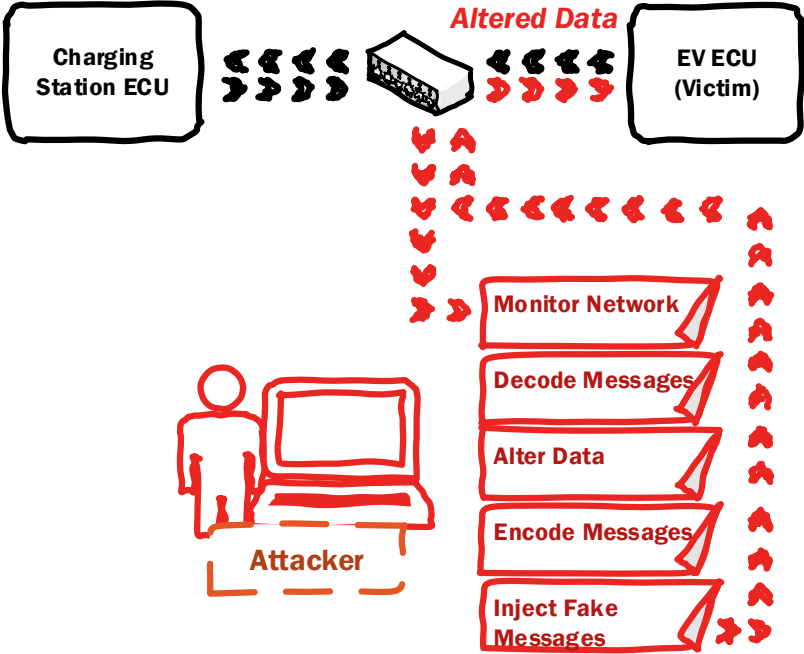 Altered Data
Charging
Station ECU
EV ECU
(Victim)
Monitor Network
Decode Messages
Alter Data
Encode Messages
Attacker
Inject Fake
Messages